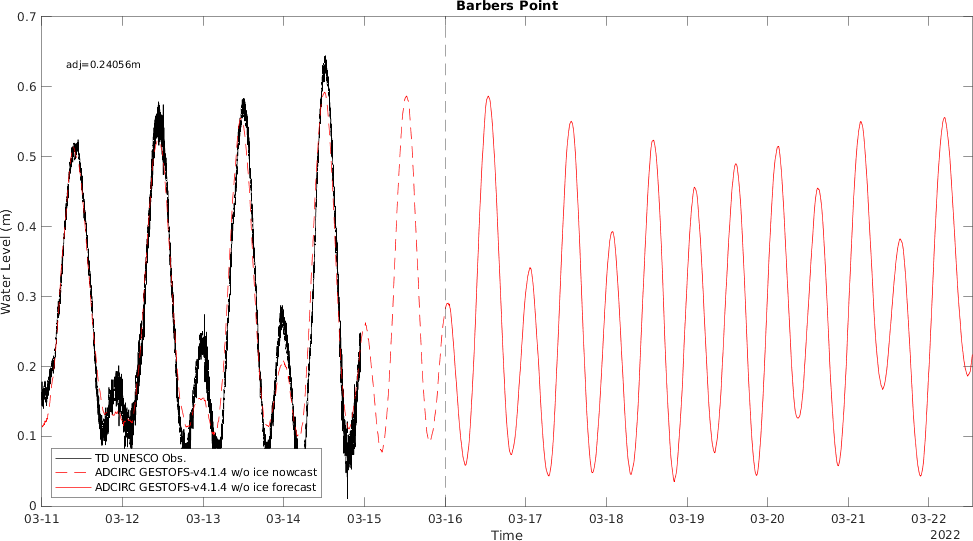 Barbers Point
0.7
adj=0.24056m
0.6
0.5
0.4
Water Level (m)
0.3
0.2
0.1
TD UNESCO Obs.
ADCIRC GESTOFS-v4.1.4 w/o ice nowcast
ADCIRC GESTOFS-v4.1.4 w/o ice forecast
0
03-11 03-12 03-13 03-14 03-15 03-16 03-17 03-18 03-19 03-20 03-21 03-22
Time
2022